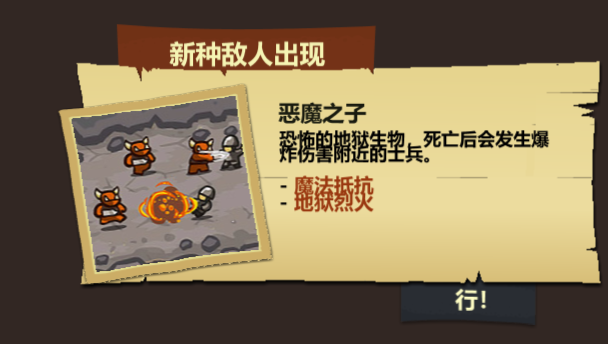 新种敌人出现
恶魔之子
恐怖的地狱生物，死亡后会发生爆
炸伤害附近的士兵。
- 魔法抵抗
- 地狱烈火
行!